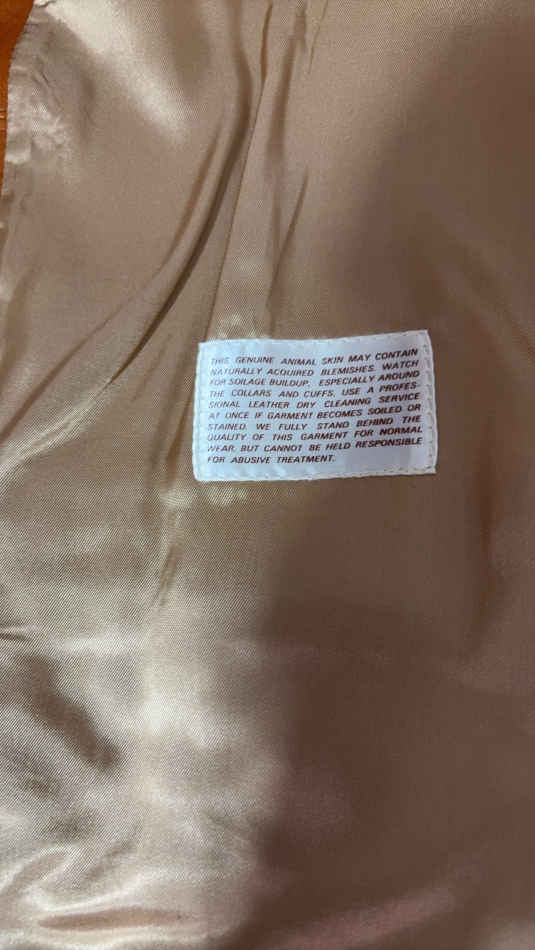 THIS GENUINE ANIMAL SKIN MAY CONTAIN
NATURALLY ACQUIRED BLEMISHES. WATCH
FOR SOILAGE BUILDUP, ESPECIALLY AROUND
THE COLLARS AND CUFFS. USE A PROFES-
SKINAL LEATHER DRY CLEANING SERVICE
AT ONCE IF GARMENT BECOMES SOILED OR
STAINED. WE FULLY STAND BEHIND THE
QUALITY OF THIS GARMENT FOR NORMAL
WEAR, BUT CANNOT BE HELD RESPONSIBLE
FOR ABUSIVE TREATMENT.